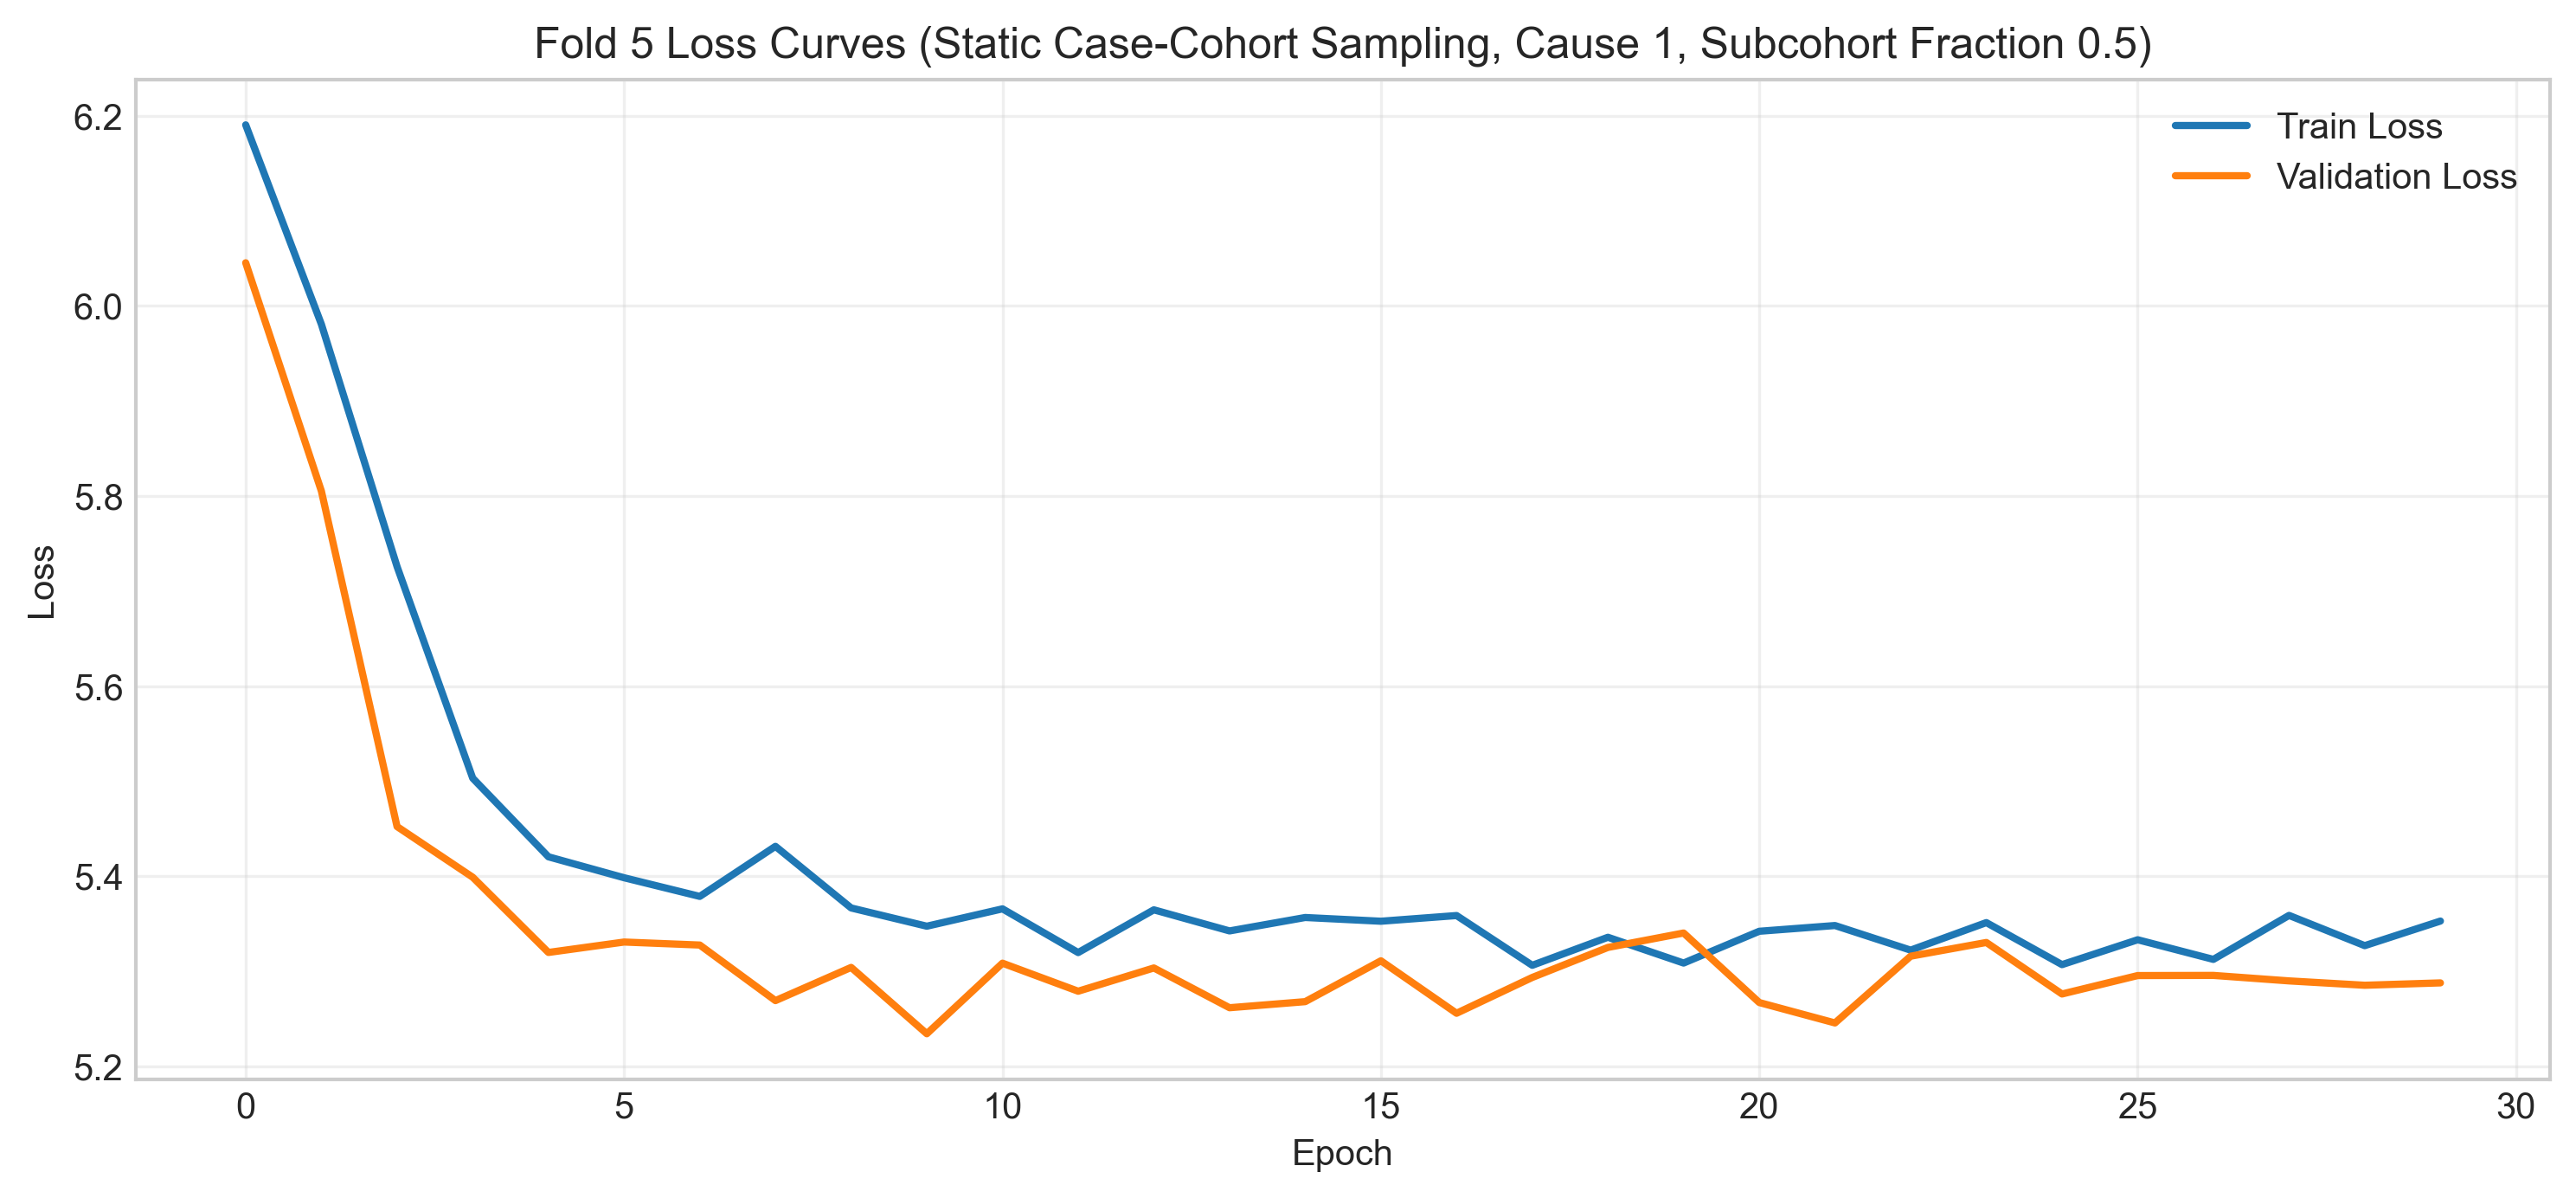 Fold 5 Loss Curves (Static Case-Cohort Sampling, Cause 1, Subcohort Fraction 0.5)
Train Loss
Validation Loss
Loss
6.2
6.0
5.8
5.6
5.4
5.2
0 5 10 15 20 25 30
Epoch